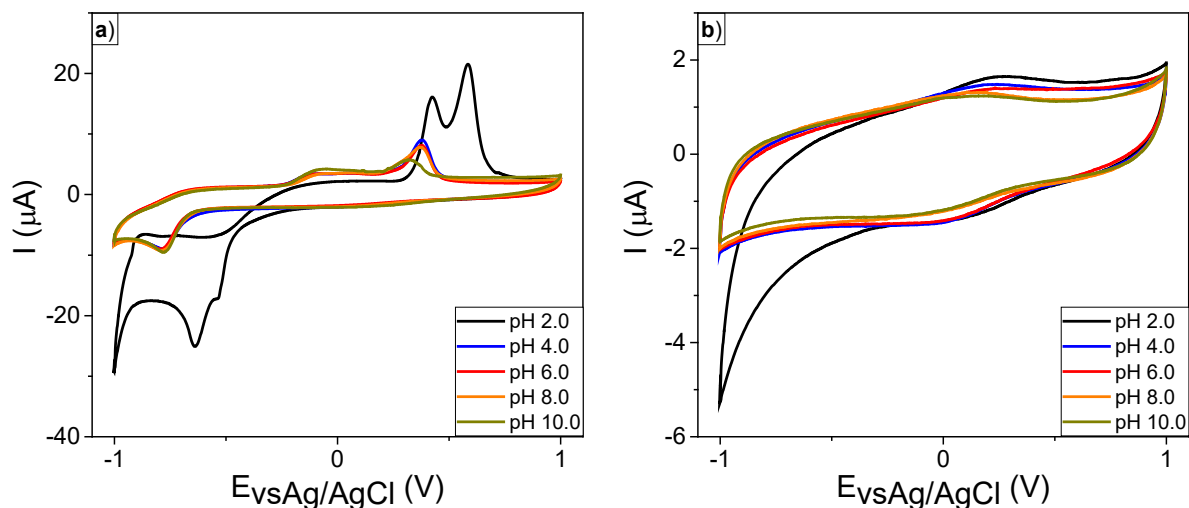 a)
I (μA)
20
0
-20
-40
-1
0
1
EvsAg/AgCl (V)
pH 2.0
pH 4.0
pH 6.0
pH 8.0
pH 10.0
b)
I (μA)
2
0
-2
-4
-6
-1
0
1
EvsAg/AgCl (V)
pH 2.0
pH 4.0
pH 6.0
pH 8.0
pH 10.0